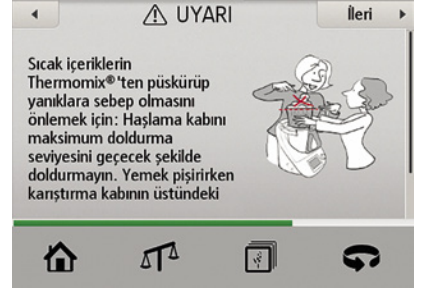 UYARI
İleri
Sıcak içeriklerin
Thermomix®'ten püskürüp
yanıklara sebep olmasını
önlemek için: Haşlama kabını
maksimum doldurma
seviyesini geçecek şekilde
doldurmayın. Yemek pişirirken
karıştırma kabının üstündeki